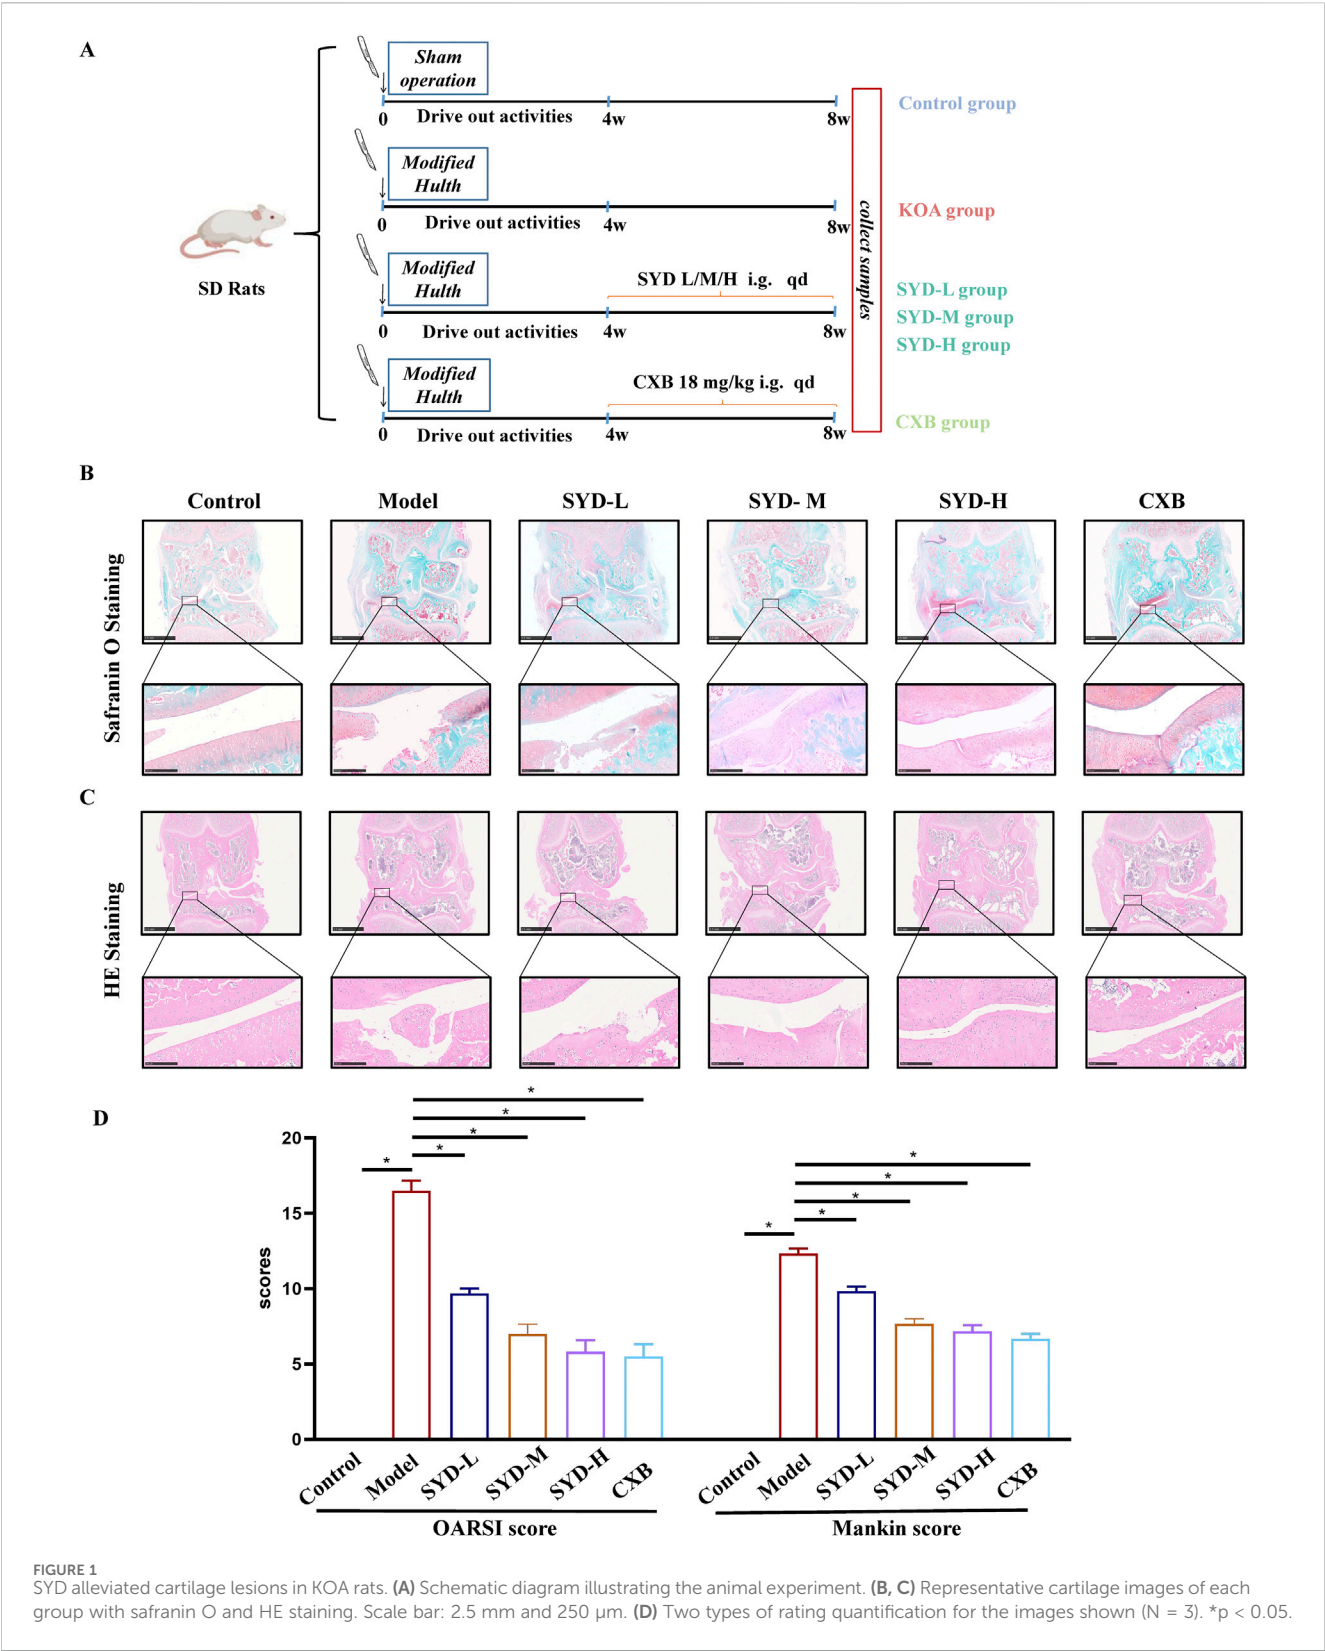 A
Sham
operation
0 Drive out activities 4w 8w
Control group
Modified
Hulth
0 Drive out activities 4w 8w
KOA group
SD Rats
Modified
Hulth
SYD L/M/H i.g. qd
0 Drive out activities 4w 8w
SYD-L group
SYD-M group
SYD-H group
Modified
Hulth
CXB 18 mg/kg i.g. qd
0 Drive out activities 4w 8w
CXB group
collect samples
B
Control Model SYD-L SYD- M SYD-H CXB
Safranin O Staining
C
HE Staining
D
scores
20
15
10
5
0
* * * * *
* * * * *
Control Model SYD-L SYD-M SYD-H CXB
Control Model SYD-L SYD-M SYD-H CXB
OARSI score
Mankin score
FIGURE 1
SYD alleviated cartilage lesions in KOA rats. (A) Schematic diagram illustrating the animal experiment. (B, C) Representative cartilage images of each
group with safranin O and HE staining. Scale bar: 2.5 mm and 250 μm. (D) Two types of rating quantification for the images shown (N = 3). *p < 0.05.